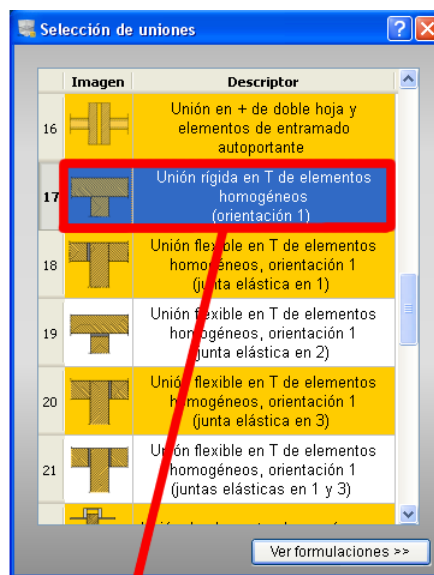 Selección de uniones
Imagen Descriptor
16 Unión en + de doble hoja y
elementos de entramado
autoportante
17 Unión rígida en T de elementos
homogéneos
(orientación 1)
18 Unión flexible en T de elementos
homogéneos, orientación 1
(junta elástica en 1)
19 Unión flexible en T de elementos
homogéneos, orientación 1
(junta elástica en 2)
20 Unión flexible en T de elementos
homogéneos, orientación 1
(junta elástica en 3)
21 Unión flexible en T de elementos
homogéneos, orientación 1
(juntas elásticas en 1 y 3)
Ver formulaciones >>